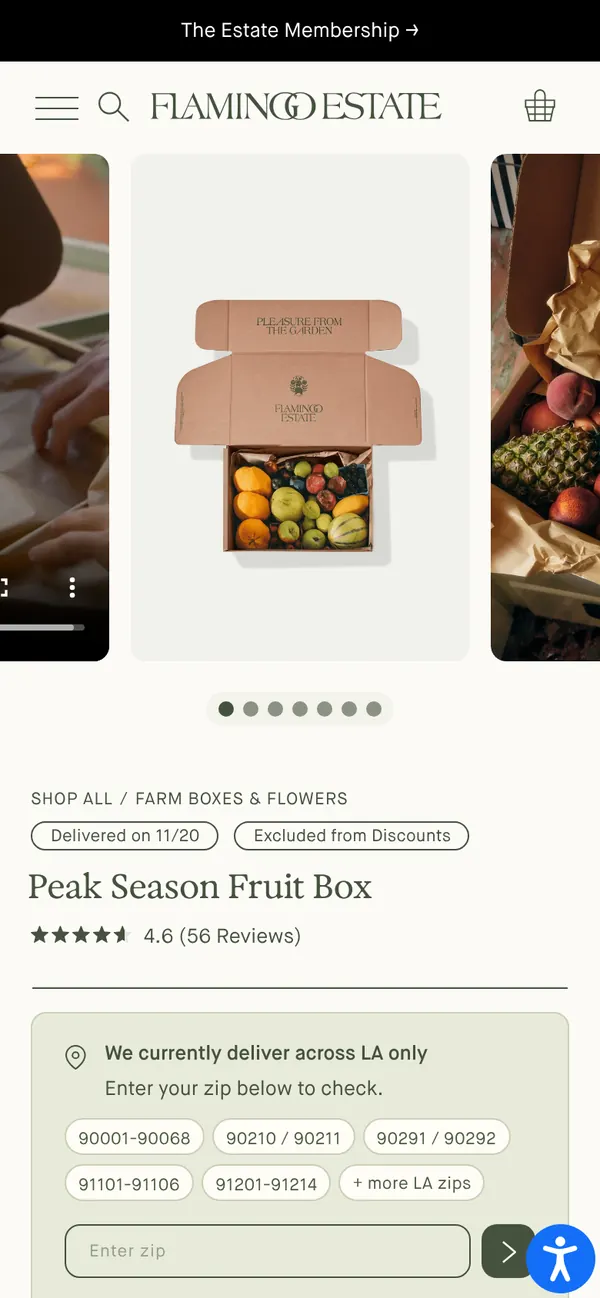 The Estate Membership →
FLAMINGO ESTATE
PLEASURE FROM
THE GARDEN
FLAMINGO
ESTATE
SHOP ALL / FARM BOXES & FLOWERS
Delivered on 11/20
Excluded from Discounts
Peak Season Fruit Box
4.6 (56 Reviews)
We currently deliver across LA only
Enter your zip below to check.
90001-90068
90210 / 90211
90291 / 90292
91101-91106
91201-91214
+ more LA zips
Enter zip